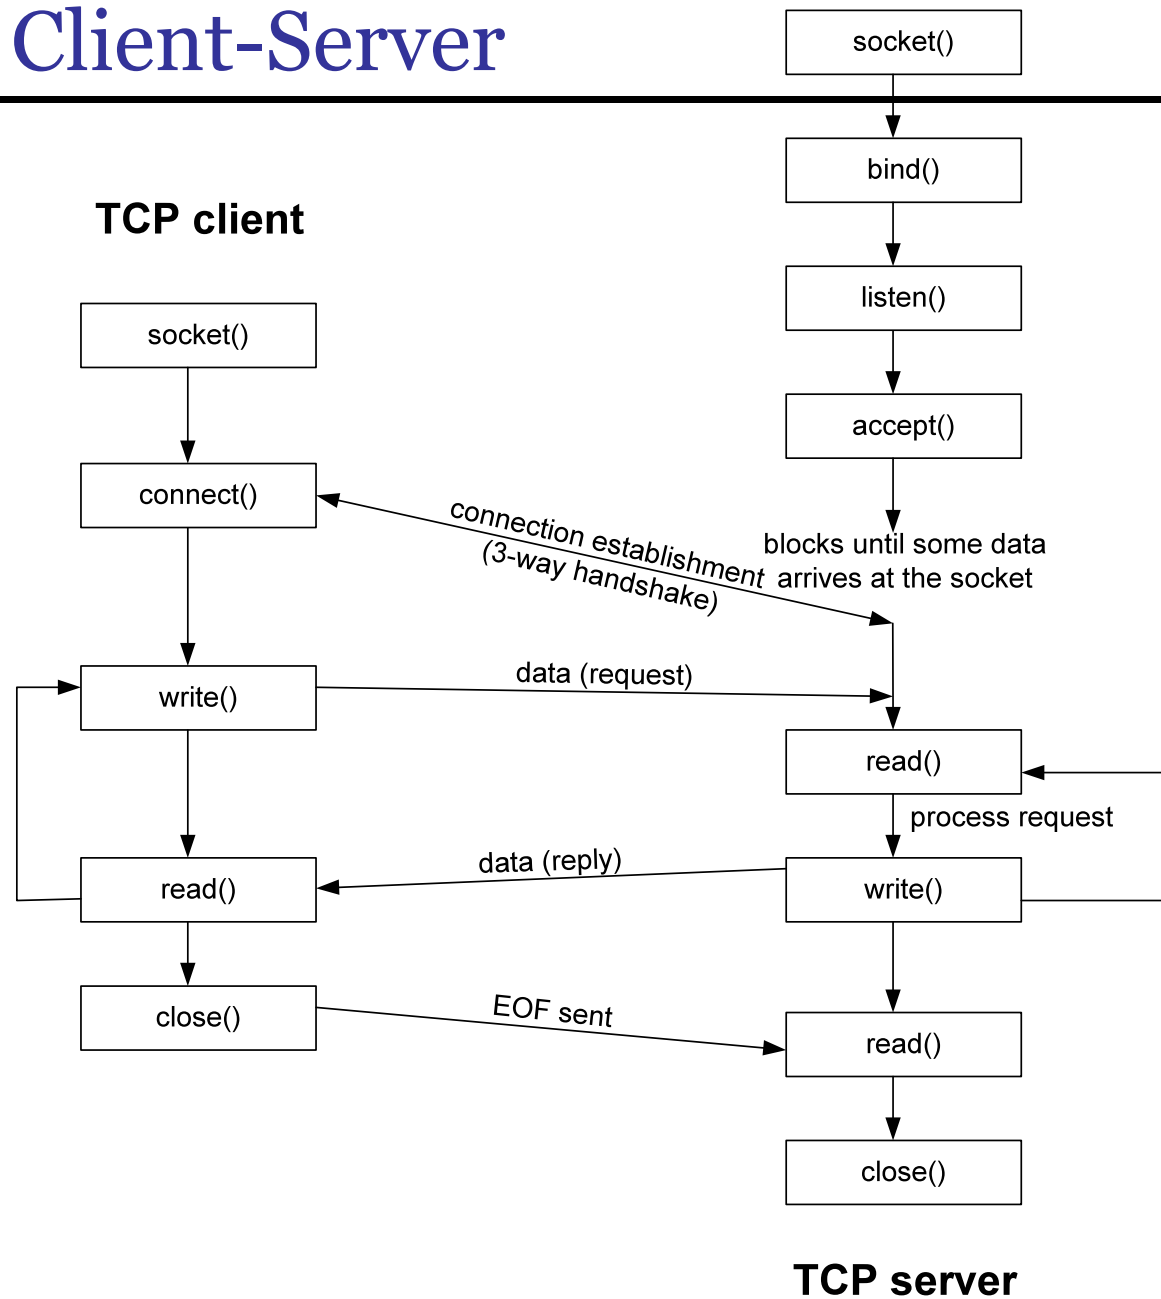 Client-Server
socket()
bind()
TCP client
listen()
socket()
accept()
connect()
connection establishment
(3-way handshake)
blocks until some data
arrives at the socket
data (request)
write()
read()
process request
data (reply)
read()
write()
close()
EOF sent
read()
close()
TCP server